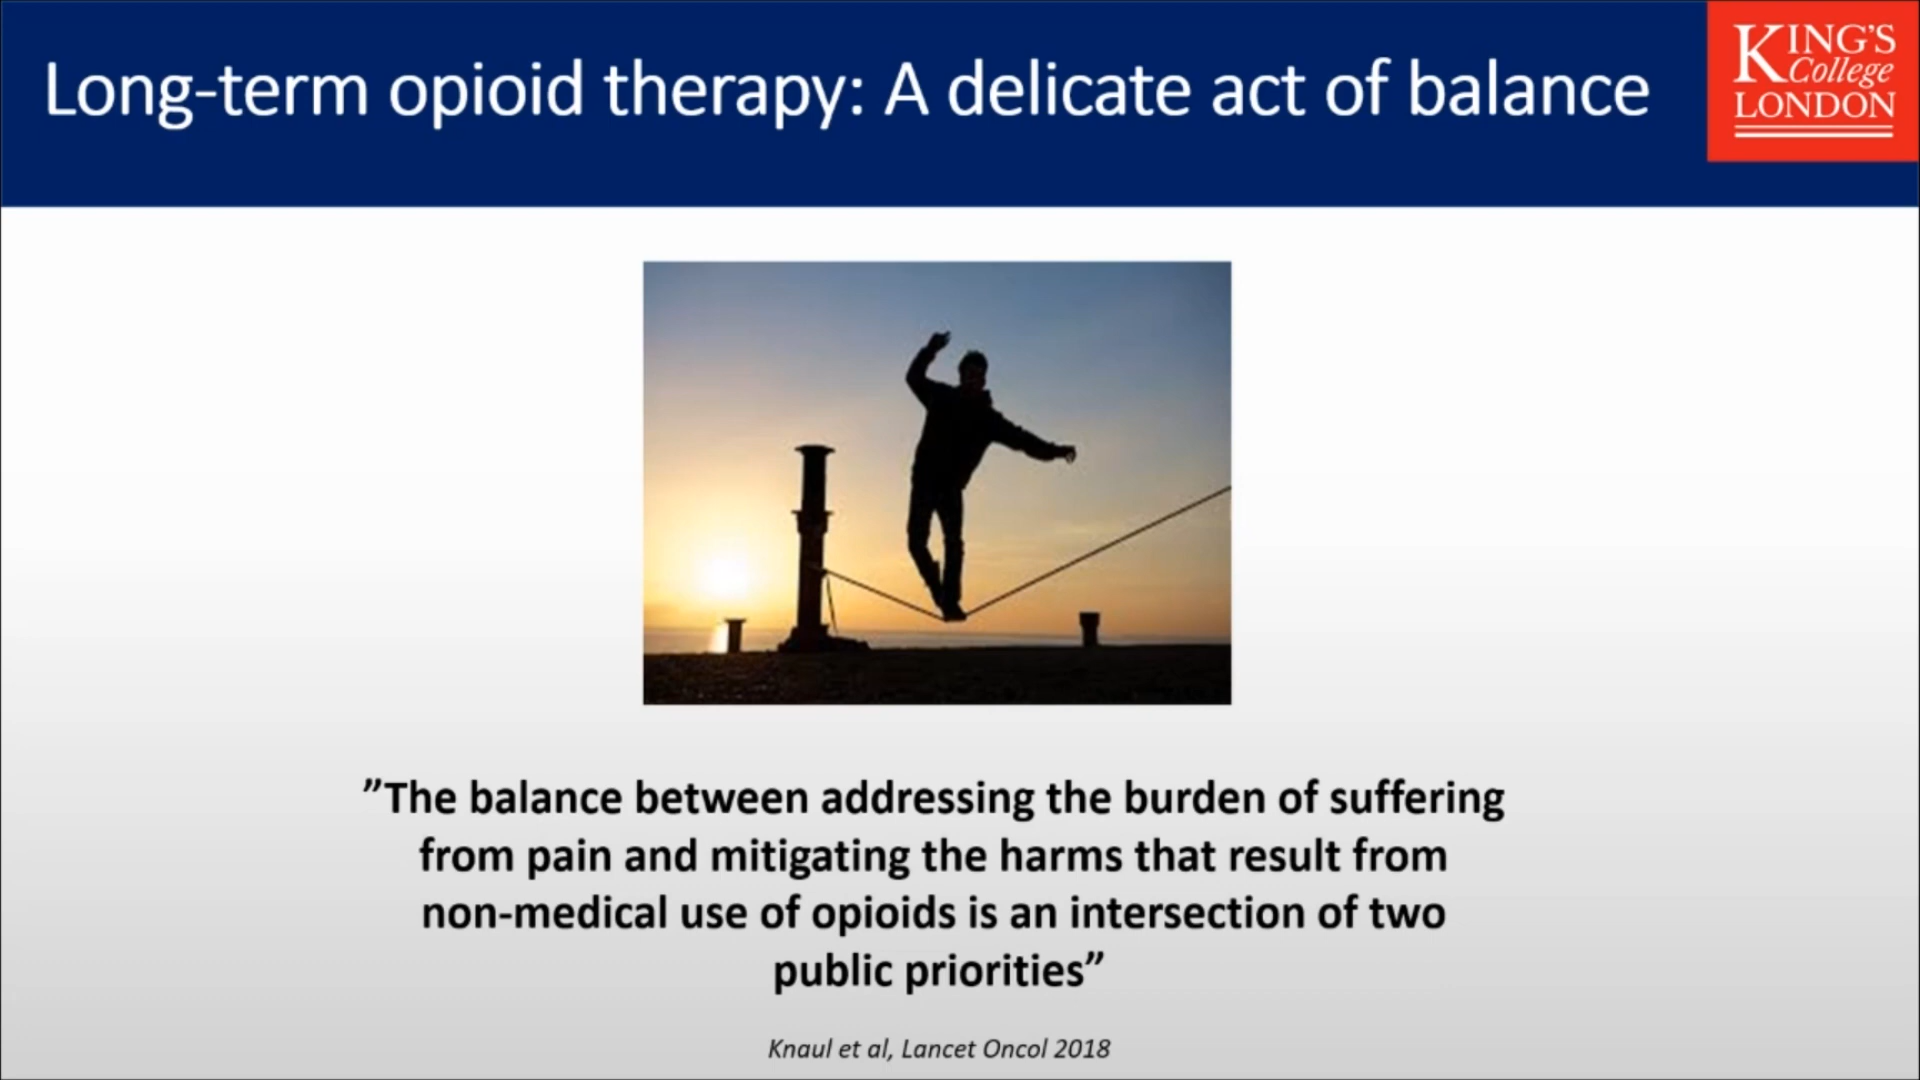 Long-term opioid therapy: A delicate act of balance
KING'S
College
LONDON
”The balance between addressing the burden of suffering
from pain and mitigating the harms that result from
non-medical use of opioids is an intersection of two
public priorities”
Knaul et al, Lancet Oncol 2018